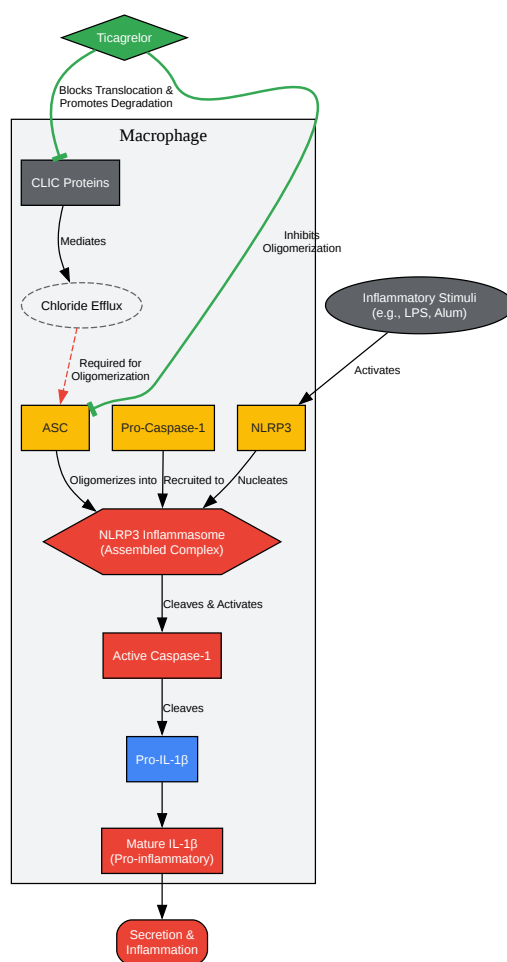 Ticagrelor
Blocks Translocation &
Promotes Degradation
Macrophage
CLIC Proteins
Mediates
Inhibits
Oligomerization
Chloride Efflux
Inflammatory Stimuli
(e.g., LPS, Alum)
Required for
Oligomerization
Activates
ASC
Pro-Caspase-1
NLRP3
Oligomerizes into
Recruited to
Nucleates
NLRP3 Inflammasome
(Assembled Complex)
Cleaves & Activates
Active Caspase-1
Cleaves
Pro-IL-1β
Mature IL-1β
(Pro-inflammatory)
Secretion &
Inflammation